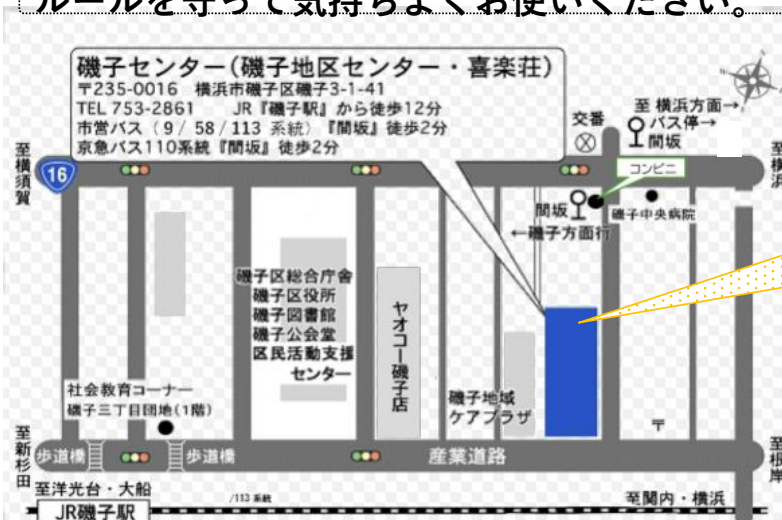 ルールを守って気持ちよくお使いください。
磯子センター(磯子地区センター・喜楽荘)
〒235-0016 横浜市磯子区磯子3-1-41
TEL 753-2861 JR『磯子駅』から徒歩12分
市営バス（9／58／113 系統）『間坂』徒歩2分
京急バス110系統『間坂』徒歩2分
交番
至 横浜方面→
バス停→
間坂
至横須賀
16
至横浜
コンビニ
間坂
磯子中央病院
←磯子方面行
磯子区総合庁舎
磯子区役所
磯子図書館
磯子公会堂
区民活動支援
センター
ヤオコー磯子店
社会教育コーナー
磯子三丁目団地(1階)
磯子地域
ケアプラザ
〒
至新杉田
歩道橋
歩道橋
産業道路
至根岸
至洋光台・大船
/113 系統
至関内・横浜
JR磯子駅